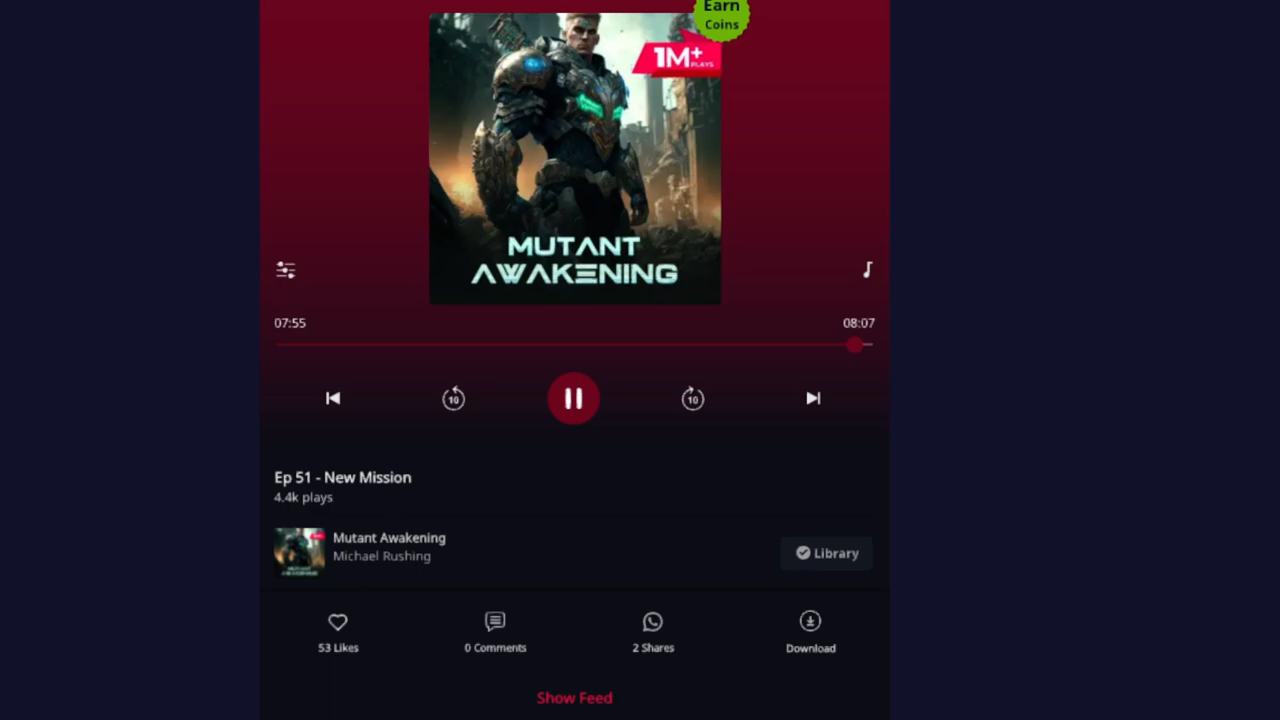 Earn
Coins
1M+
PLAYS
MUTANT
AWAKENING
07:55
08:07
10
10
Ep 51 - New Mission
4.4k plays
Mutant Awakening
Michael Rushing
Library
53 Likes
0 Comments
2 Shares
Download
Show Feed